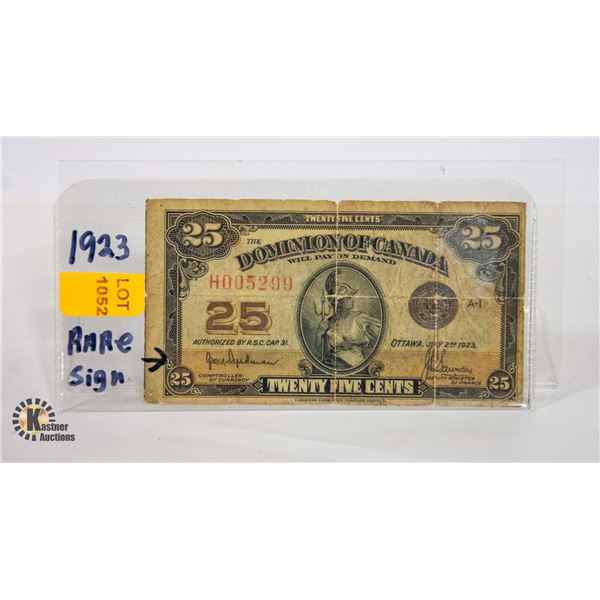 1923
LOT
1052
RARe
Sign
TWENTY FIVE CENTS
25
25
THE
DOMINION OF CANADA
WILL PAY ON DEMAND
H005299
25
A-1
AUTHORIZED BY R.S.C. CAP. 31.
OTTAWA, JULY 2ND 1923.
Saunders
COMPTROLLER
OF CURRENCY
DEPUTY MINISTER
OF FINANCE
25
TWENTY FIVE CENTS
25
Kastner
Auctions